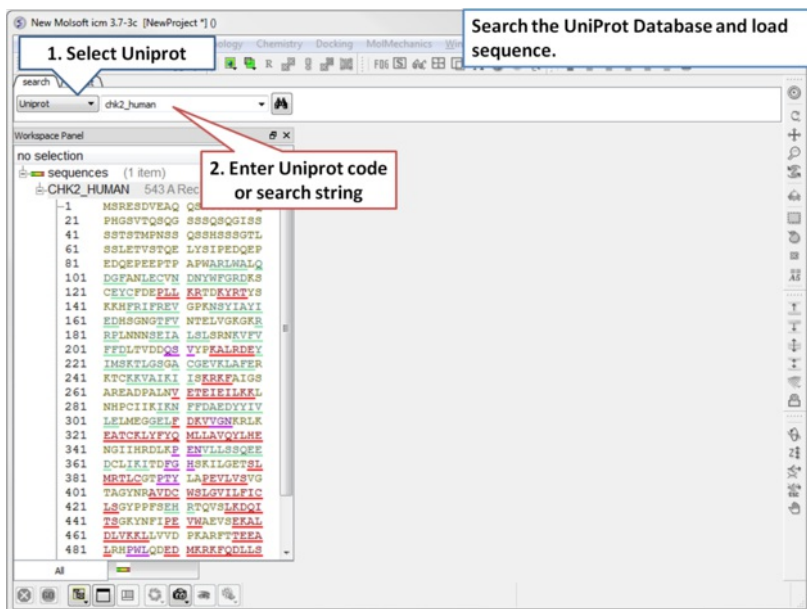 New Molsoft icm 3.7-3c [NewProject *] ()
Search the UniProt Database and load
sequence.
1. Select Uniprot
Chemistry Docking MolMechanics
search
Uniprot chk2_human
Workspace Panel
no selection
2. Enter Uniprot code
or search string
sequences (1 item)
CHK2_HUMAN 543 A Rec
1 MSRESDVEAQ
21 PHGSVTQSQG SSSQSQGISS
41 SSTSTMPNSS QSSHSSSGTL
61 SSLETVSTQE LYSIPEDQEP
81 EDQEPEEPTP APWARLWALQ
101 DGFANLECVN DNYWFGRDKS
121 CEYCFDEPLL KRTDKYRTYS
141 KKHFRIFREV GPKNSYIAYI
161 EDHSGNGTFV NTELVGKGKR
181 RPLNNNSEIA LSLSRNKVFV
201 FFDLTVDDQS VYPKALRDEY
221 IMSKTLGSGA CGEVKLAFER
241 KTCKKVAIKI ISKRKFAIGS
261 AREADPALNV ETEIEILKKL
281 NHPCIIKIKN FFDAEDYYIV
301 LELMEGGELF DKVVGNKRLK
321 EATCKLYFYQ MLLAVQYLHE
341 NGIIHRDLKP ENVLLSSQEE
361 DCLIKITDFG HSKILGETSL
381 MRTLCGTPTY LAPEVLVSVG
401 TAGYNRAVDC WSLGVILFIC
421 LSGYPPFSEH RTQVSLKDQI
441 TSGKYNFIPE VWAEVSEKAL
461 DLVKKLLVVD PKARFTTEEA
481 LRHPWLQDED MKRKFQDLLS
All